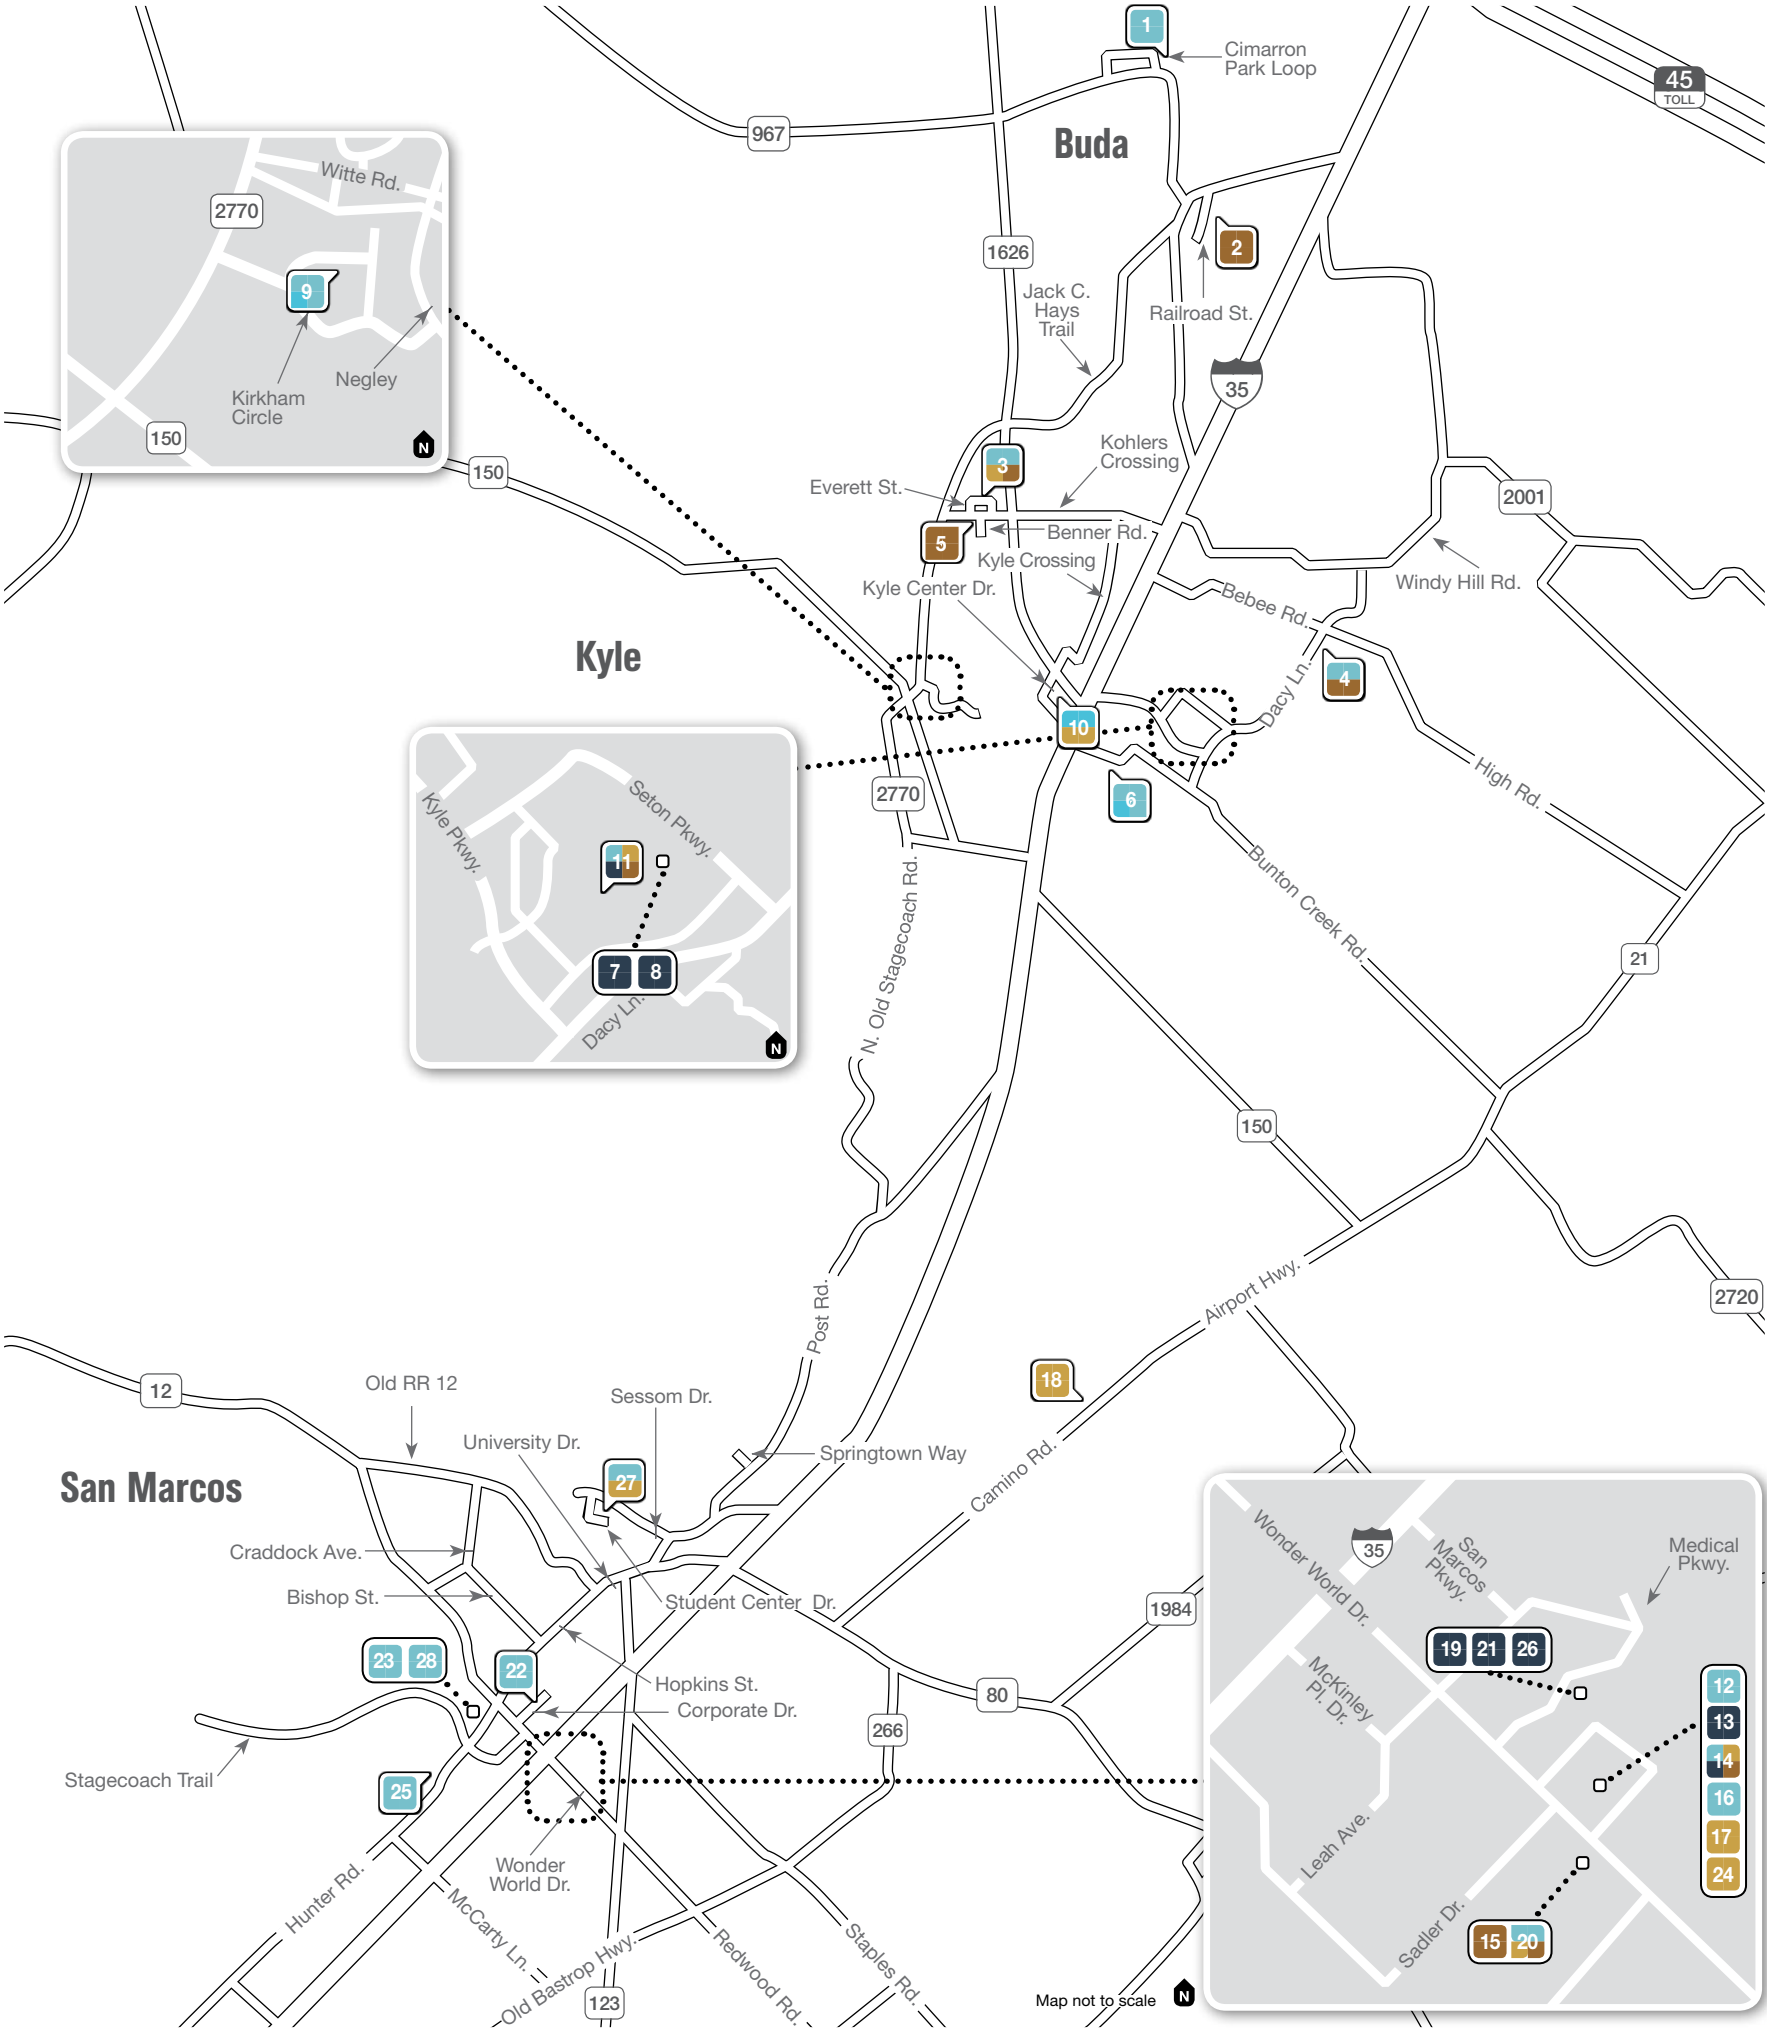 1
Cimarron
Park Loop
45
TOLL
967
Buda
Witte Rd.
2770
1626
2
9
Jack C.
Hays
Trail
Railroad St.
Negley
Kirkham
Circle
35
150
N
150
Kohlers
Crossing
3
Everett St.
2001
5
Benner Rd.
Kyle Crossing
Kyle Center Dr.
Windy Hill Rd.
Bebee Rd.
Kyle
4
Dacy Ln.
10
High Rd.
2770
6
Seton Pkwy.
Kyle Pkwy.
11
Bunton Creek Rd.
N. Old Stagecoach Rd.
7 8
21
Dacy Ln.
N
150
Airport Hwy.
2720
Post Rd.
18
12
Old RR 12
Sessom Dr.
University Dr.
Springtown Way
San Marcos
27
Camino Rd.
Wonder World Dr.
35
San
Marcos
Pkwy.
Medical
Pkwy.
Craddock Ave.
Bishop St.
Student Center Dr.
1984
19 21 26
23 28
22
McKinley
Pl. Dr.
Hopkins St.
Corporate Dr.
80
266
12
13
14
16
17
24
Stagecoach Trail
25
Leah Ave.
Wonder
World Dr.
Hunter Rd.
McCarty Ln.
Old Bastrop Hwy.
Redwood Rd.
Staples Rd.
Sadler Dr.
15 20
123
Map not to scale
N